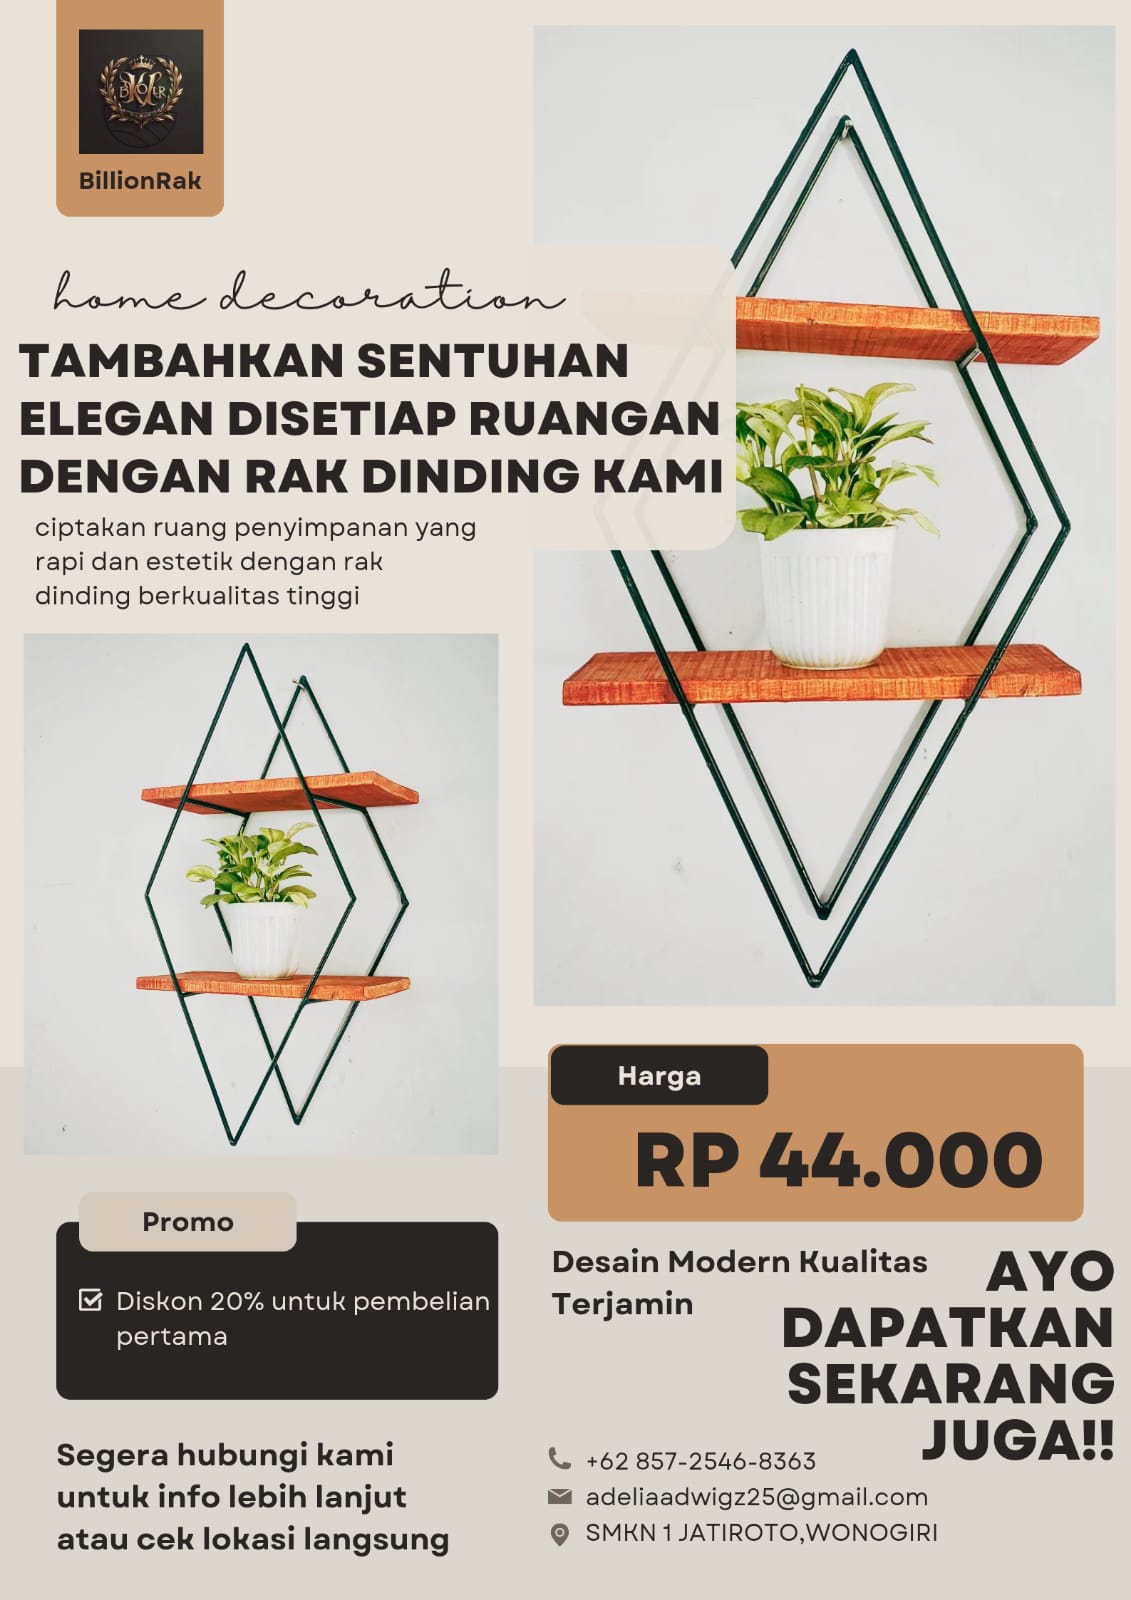 BKOLR
BillionRak
home decoration
TAMBAHKAN SENTUHAN
ELEGAN DISETIAP RUANGAN
DENGAN RAK DINDING KAMI
ciptakan ruang penyimpanan yang
rapi dan estetik dengan rak
dinding berkualitas tinggi
Harga
RP 44.000
Promo
Diskon 20% untuk pembelian
pertama
Desain Modern Kualitas
Terjamin
AYO
DAPATKAN
SEKARANG
JUGA!!
Segera hubungi kami
untuk info lebih lanjut
atau cek lokasi langsung
+62 857-2546-8363
adeliaadwigz25@gmail.com
SMKN 1 JATIROTO,WONOGIRI